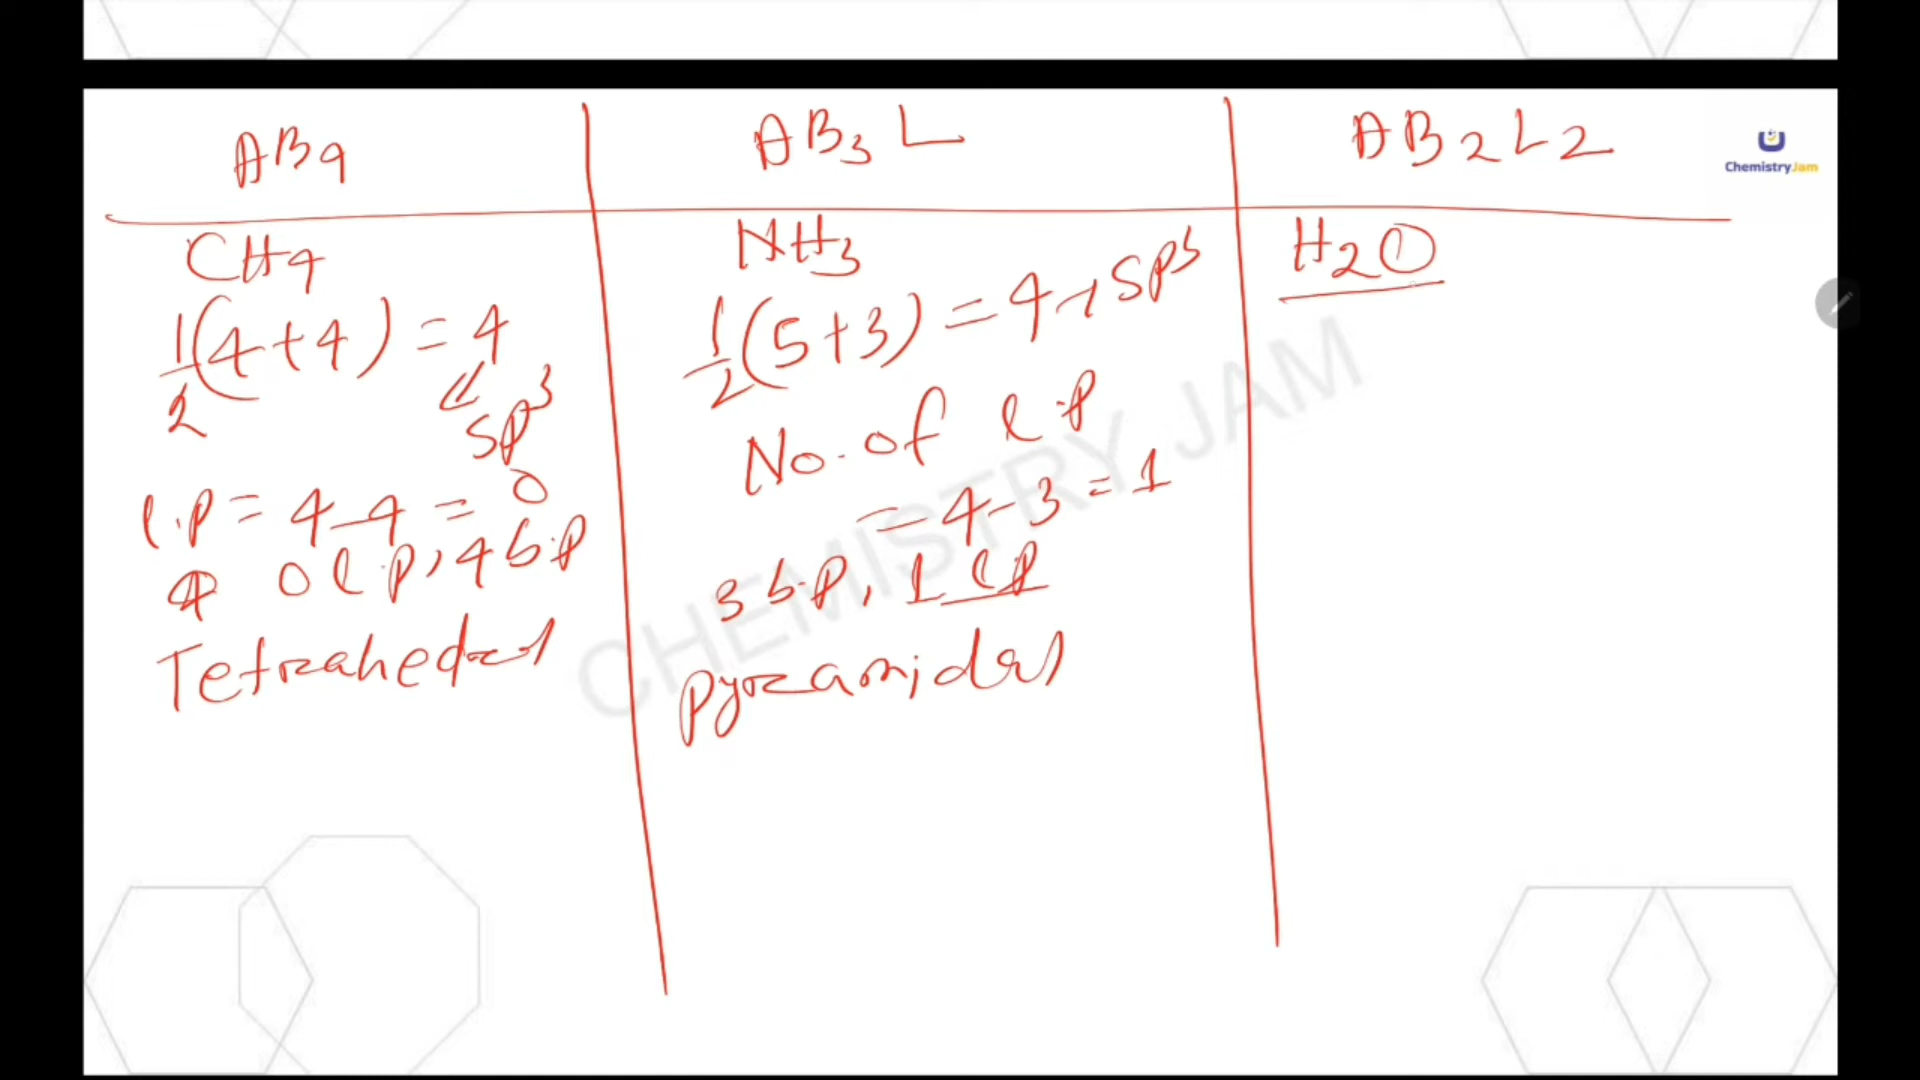 AB4
AB3 L
AB2L2
ChemistryJam
CH4
1/2(4+4) = 4
SP3
l.p = 4-4 = 0
0 l.p, 4 b.p
Tetrahedral
NH3
1/2(5+3) = 4, SP3
No. of l.p
= 4-3 = 1
3 b.p, 1 l.p
pyramidal
H2O
CHEMISTRY JAM